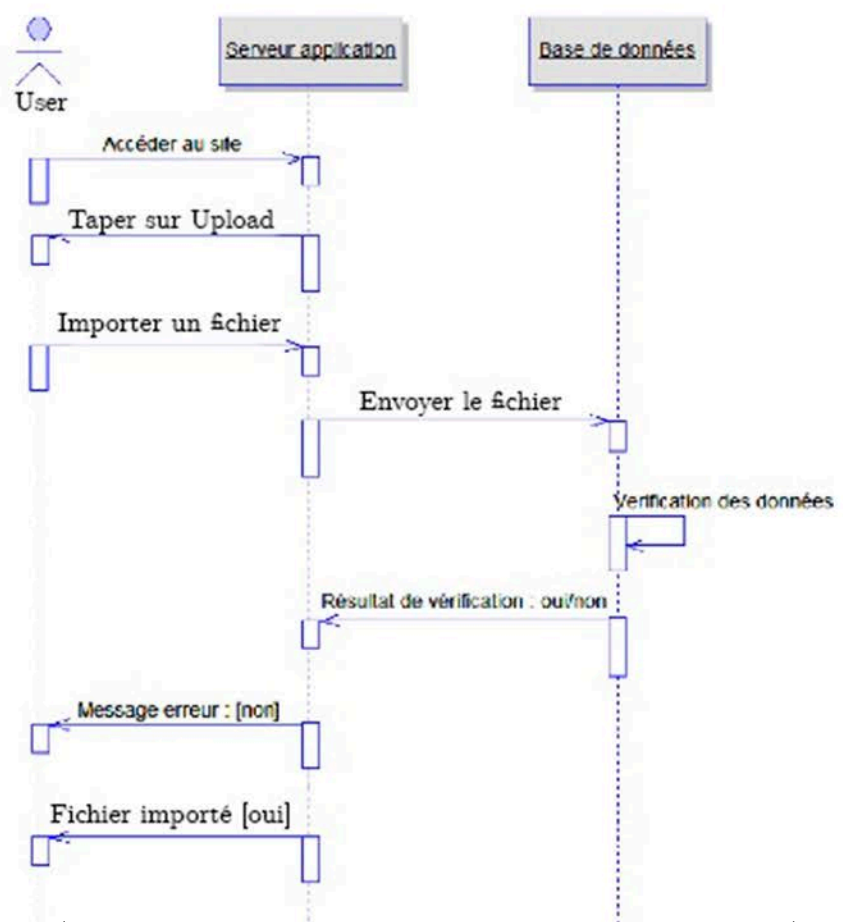 Serveur application
Base de données
User
Accéder au site
Taper sur Upload
Importer un fichier
Envoyer le fichier
Verification des données
Résultat de vérification : oui/non
Message erreur : [non]
Fichier importé [oui]